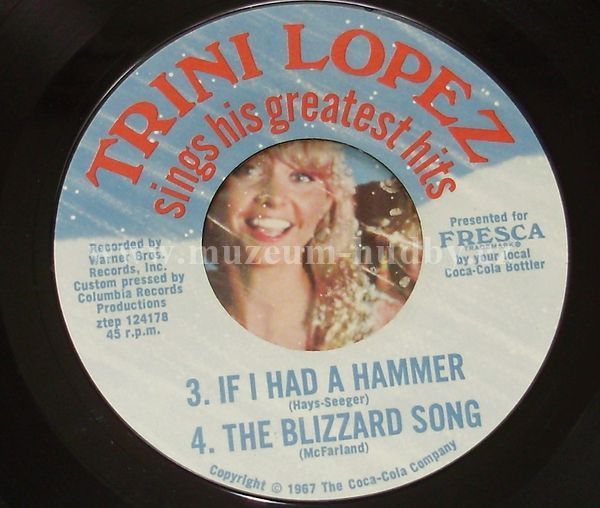 TRINI LOPEZ
sings his greatest hits
Recorded by
Warner Bros.
Records, Inc.
Custom pressed by
Columbia Records
Productions
ztep 124178
45 r.p.m.
Presented for
FRESCA
TRADEMARK®
by your local
Coca-Cola Bottler
muzeum-hudby
3. IF I HAD A HAMMER
(Hays-Seeger)
4. THE BLIZZARD SONG
(McFarland)
Copyright © 1967 The Coca-Cola Company